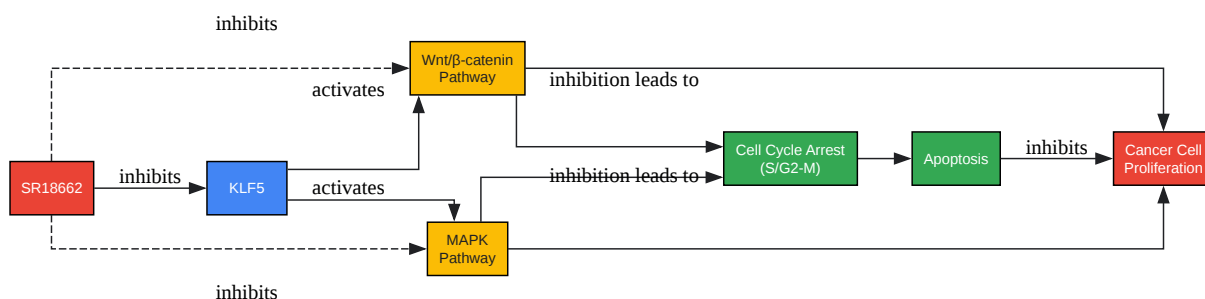 inhibits
Wnt/β-catenin
Pathway
activates
inhibition leads to
SR18662
inhibits
KLF5
activates
inhibition leads to
Cell Cycle Arrest
(S/G2-M)
Apoptosis
inhibits
Cancer Cell
Proliferation
MAPK
Pathway
inhibits